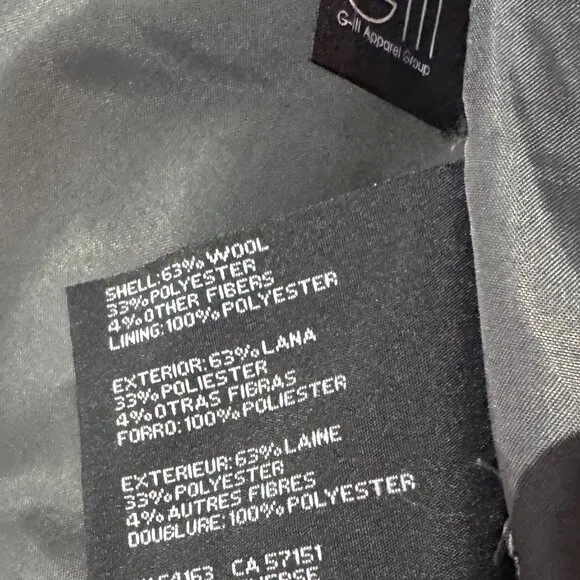 G-III Apparel Group
SHELL:63% WOOL
33% POLYESTER
4% OTHER FIBERS
LINING:100% POLYESTER
EXTERIOR:63% LANA
33% POLIESTER
4% OTRAS FIBRAS
FORRO:100% POLIESTER
EXTERIEUR:63% LAINE
33% POLYESTER
4% AUTRES FIBRES
DOUBLURE:100% POLYESTER
54163 CA 57151